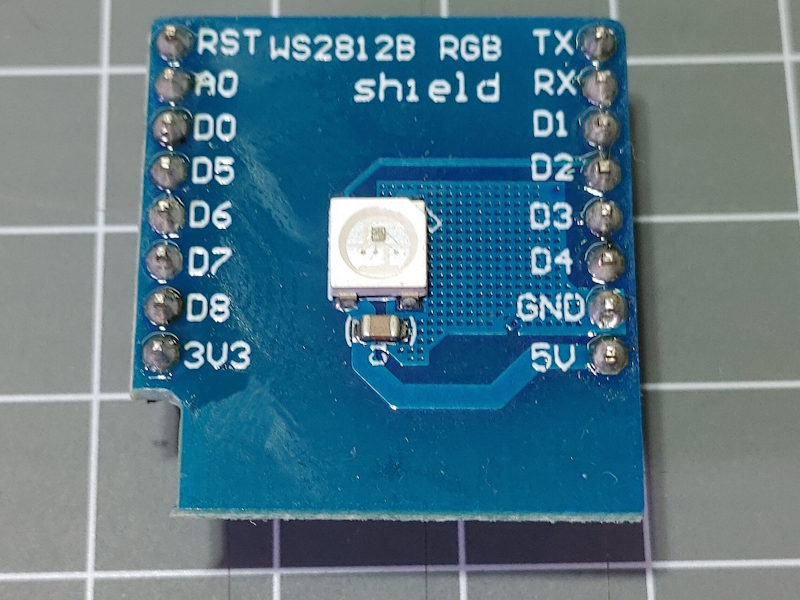 RST WS2812B RGB TX
A0 shield RX
D0 D1
D5 D2
D6 D3
D7 D4
D8 GND
3V3 5V